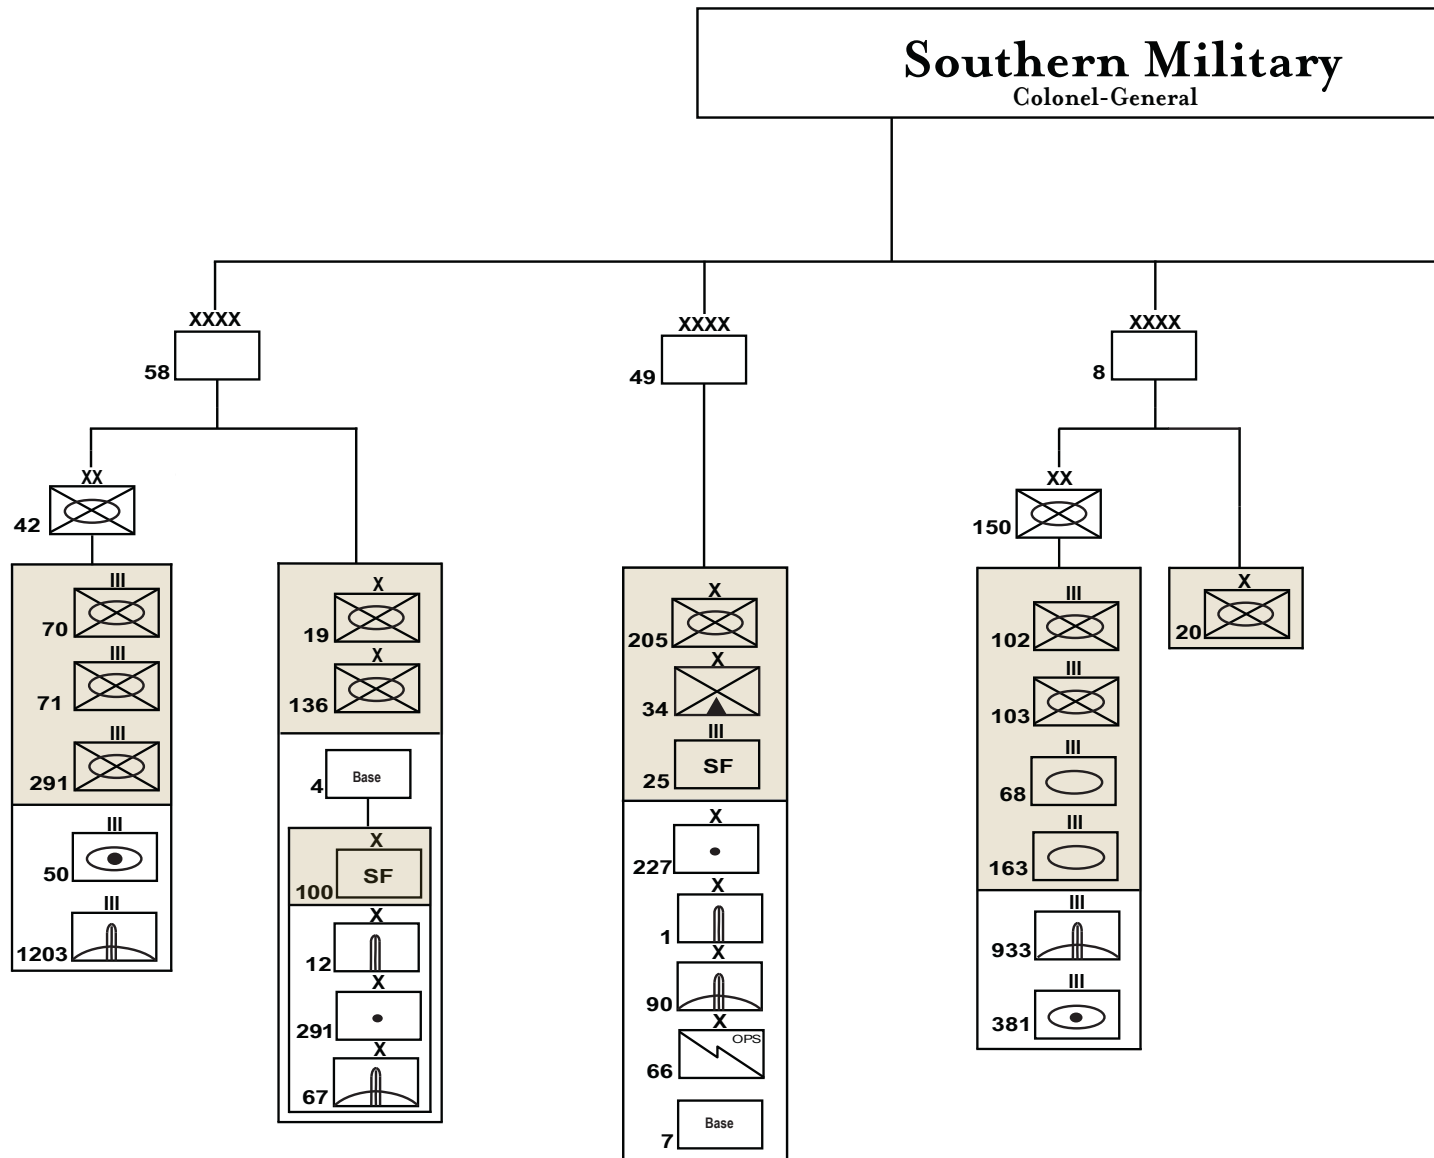 Southern Military
Colonel-General
XXXX
58
XXXX
49
XXXX
8
XX
42
III
70
III
71
III
291
III
50
III
1203
X
19
X
136
4 Base
X
100 SF
X
12
X
291
X
67
X
205
X
34
III
25 SF
X
227
X
1
X
90
X
66 OPS
7 Base
XX
150
III
102
III
103
III
68
III
163
III
933
III
381
X
20